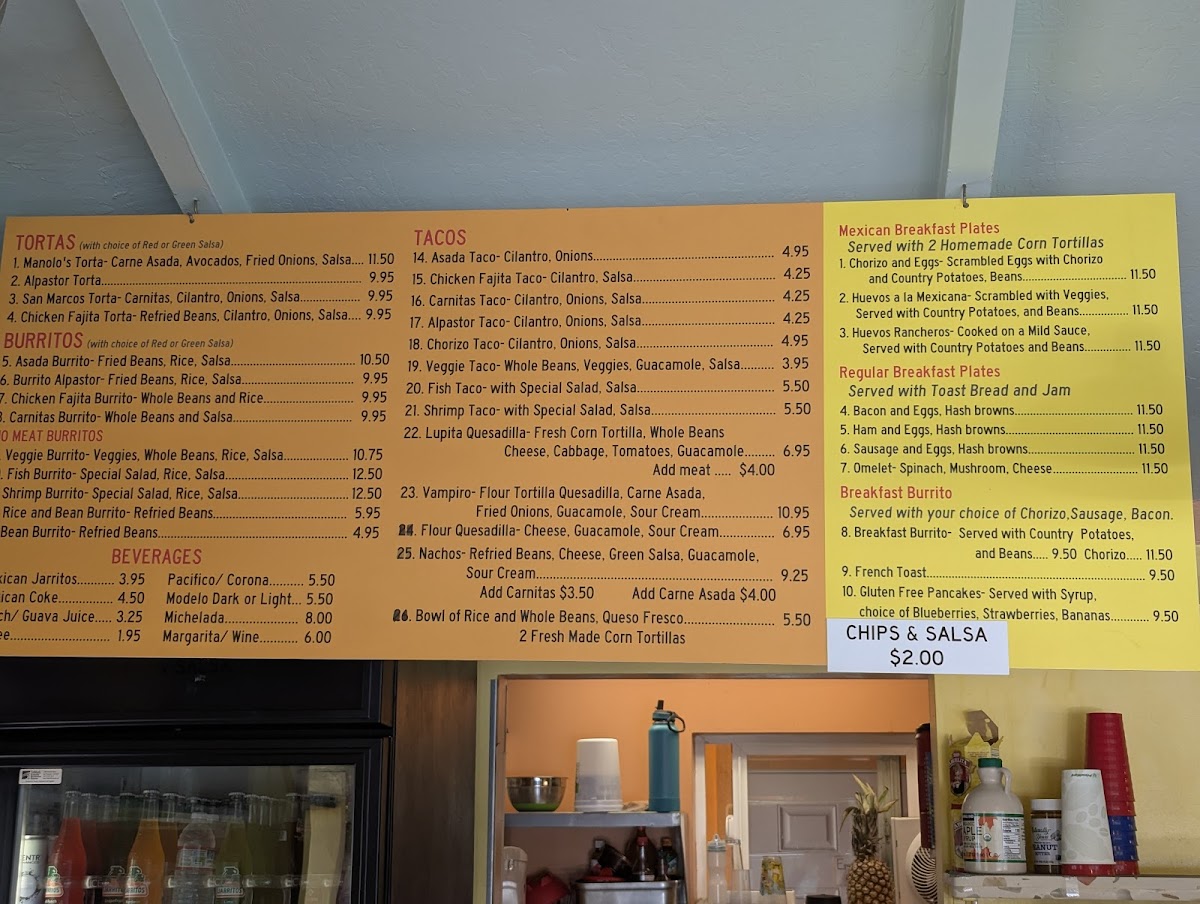 TORTAS (with choice of Red or Green Salsa)
1. Manolo's Torta- Carne Asada, Avocados, Fried Onions, Salsa.... 11.50
2. Alpastor Torta.................... 9.95
3. San Marcos Torta- Carnitas, Cilantro, Onions, Salsa.................. 9.95
4. Chicken Fajita Torta- Refried Beans, Cilantro, Onions, Salsa.... 9.95
BURRITOS (with choice of Red or Green Salsa)
5. Asada Burrito- Fried Beans, Rice, Salsa.................... 10.50
6. Burrito Alpastor- Fried Beans, Rice, Salsa.................... 9.95
7. Chicken Fajita Burrito- Whole Beans and Rice.................... 9.95
8. Carnitas Burrito- Whole Beans and Salsa.................... 9.95
NO MEAT BURRITOS
Veggie Burrito- Veggies, Whole Beans, Rice, Salsa.................. 10.75
Fish Burrito- Special Salad, Rice, Salsa.................... 12.50
Shrimp Burrito- Special Salad, Rice, Salsa.................... 12.50
Rice and Bean Burrito- Refried Beans.................... 5.95
Bean Burrito- Refried Beans.................... 4.95
BEVERAGES
ican Jarritos.......... 3.95
ican Coke.............. 4.50
ch/ Guava Juice..... 3.25
ee.................... 1.95
Pacifico/ Corona......... 5.50
Modelo Dark or Light... 5.50
Michelada............... 8.00
Margarita/ Wine.......... 6.00
TACOS
14. Asada Taco- Cilantro, Onions.................... 4.95
15. Chicken Fajita Taco- Cilantro, Salsa.................... 4.25
16. Carnitas Taco- Cilantro, Onions, Salsa.................... 4.25
17. Alpastor Taco- Cilantro, Onions, Salsa.................... 4.25
18. Chorizo Taco- Cilantro, Onions, Salsa.................... 4.95
19. Veggie Taco- Whole Beans, Veggies, Guacamole, Salsa......... 3.95
20. Fish Taco- with Special Salad, Salsa.................... 5.50
21. Shrimp Taco- with Special Salad, Salsa.................... 5.50
22. Lupita Quesadilla- Fresh Corn Tortilla, Whole Beans
Cheese, Cabbage, Tomatoes, Guacamole......... 6.95
Add meat ..... $4.00
23. Vampiro- Flour Tortilla Quesadilla, Carne Asada,
Fried Onions, Guacamole, Sour Cream.................... 10.95
24. Flour Quesadilla- Cheese, Guacamole, Sour Cream............... 6.95
25. Nachos- Refried Beans, Cheese, Green Salsa, Guacamole,
Sour Cream.................... 9.25
Add Carnitas $3.50 Add Carne Asada $4.00
26. Bowl of Rice and Whole Beans, Queso Fresco.................... 5.50
2 Fresh Made Corn Tortillas
Mexican Breakfast Plates
Served with 2 Homemade Corn Tortillas
1. Chorizo and Eggs- Scrambled Eggs with Chorizo
and Country Potatoes, Beans.................... 11.50
2. Huevos a la Mexicana- Scrambled with Veggies,
Served with Country Potatoes, and Beans.............. 11.50
3. Huevos Rancheros- Cooked on a Mild Sauce,
Served with Country Potatoes and Beans.............. 11.50
Regular Breakfast Plates
Served with Toast Bread and Jam
4. Bacon and Eggs, Hash browns.................... 11.50
5. Ham and Eggs, Hash browns.................... 11.50
6. Sausage and Eggs, Hash browns.................... 11.50
7. Omelet- Spinach, Mushroom, Cheese.................... 11.50
Breakfast Burrito
Served with your choice of Chorizo,Sausage, Bacon.
8. Breakfast Burrito- Served with Country Potatoes,
and Beans..... 9.50 Chorizo..... 11.50
9. French Toast.................... 9.50
10. Gluten Free Pancakes- Served with Syrup,
choice of Blueberries, Strawberries, Bananas........... 9.50
CHIPS & SALSA
$2.00